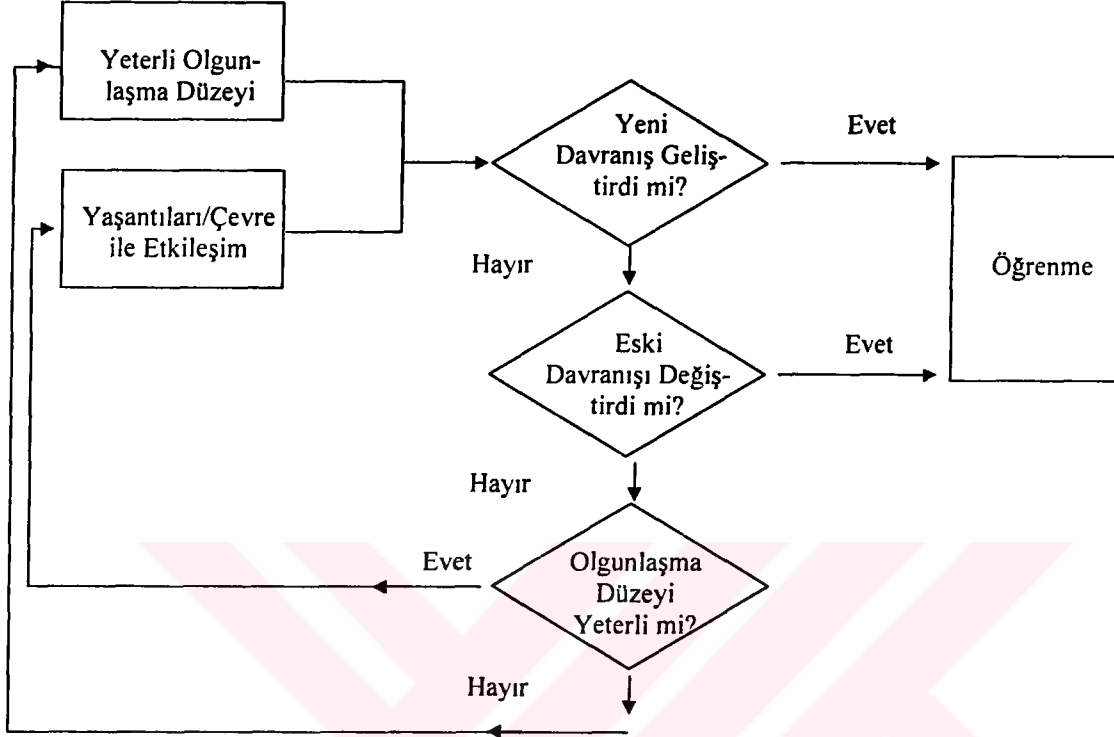 Yeterli Olgun-
laşma Düzeyi
Yaşantıları/Çevre
ile Etkileşim
Yeni
Davranış Geliş-
tirdi mi?
Evet
Öğrenme
Hayır
Eski
Davranışı Değiş-
tirdi mi?
Evet
Hayır
Olgunlaşma
Düzeyi
Yeterli mi?
Evet
Hayır